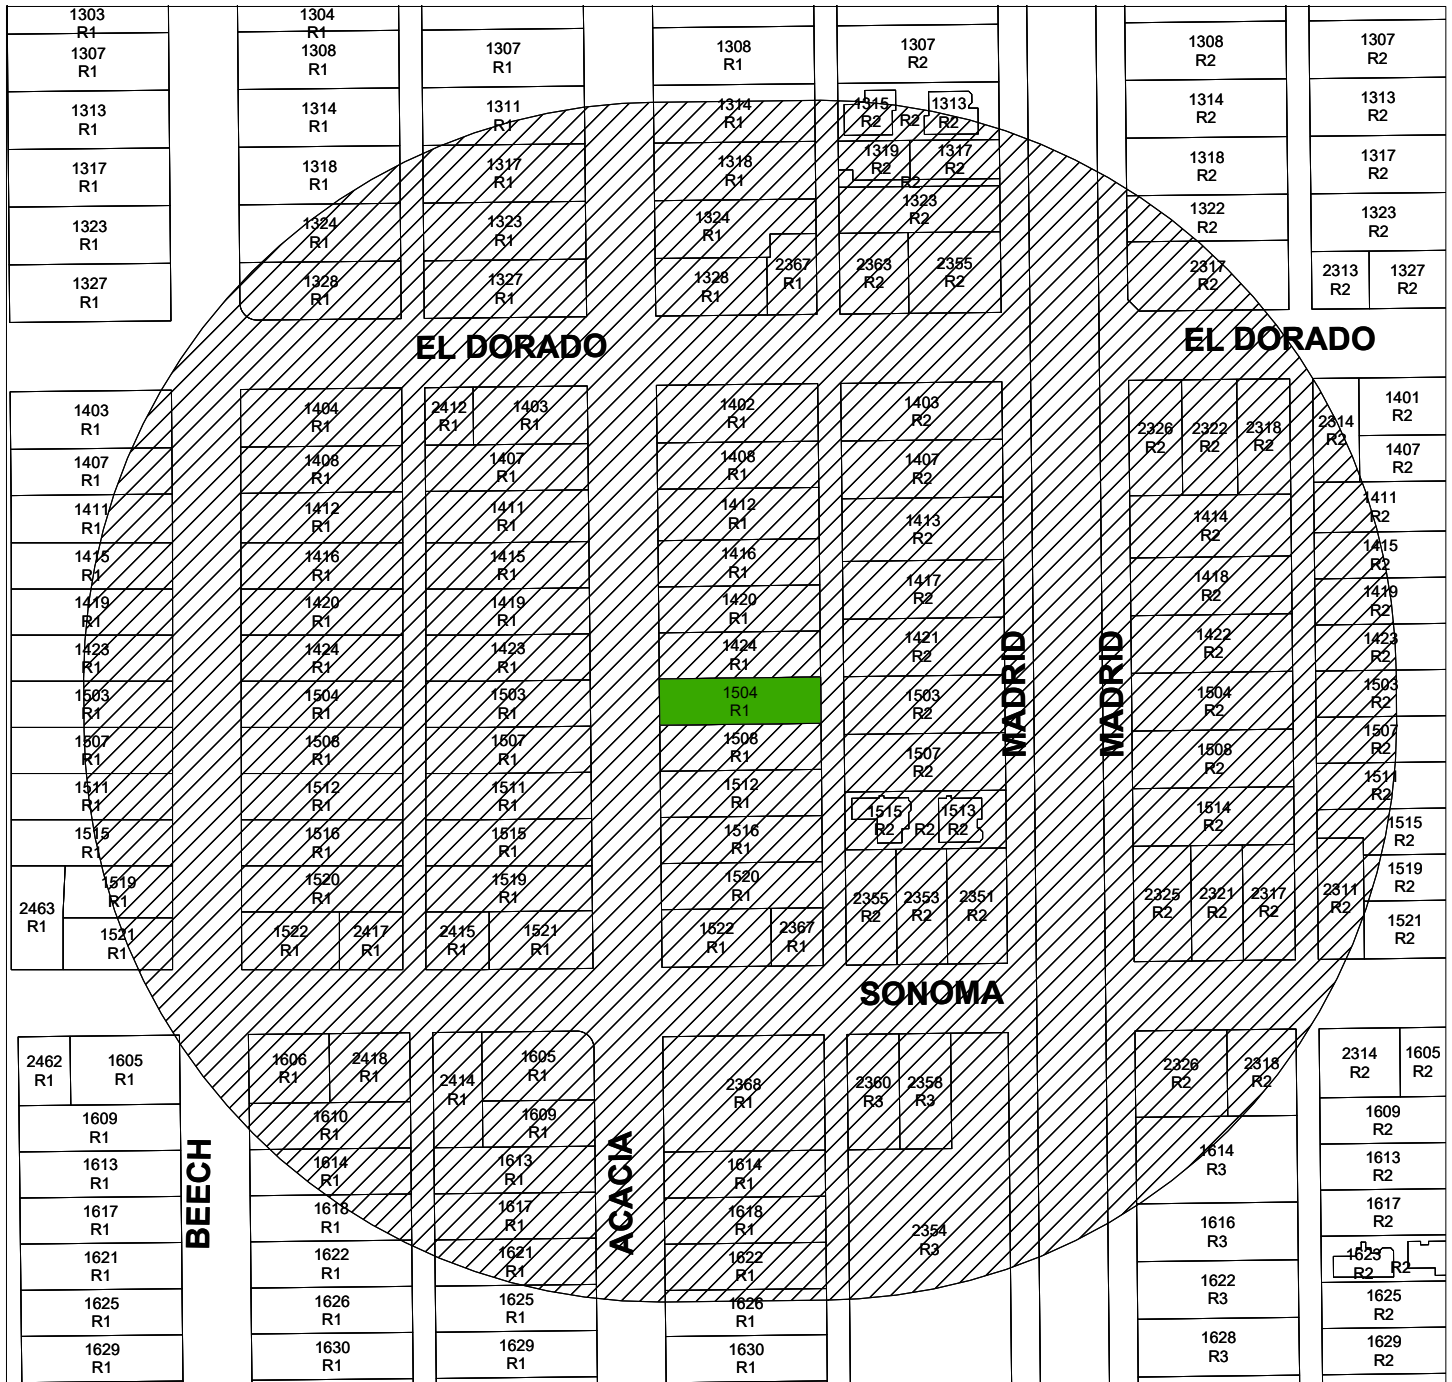 1303
R1
1307
R1
1313
R1
1317
R1
1323
R1
1327
R1
1304
R1
1308
R1
1314
R1
1318
R1
1324
R1
1328
R1
1307
R1
1311
R1
1317
R1
1323
R1
1327
R1
1308
R1
1314
R1
1318
R1
1324
R1
1328
R1
2367
R1
1307
R2
1315
R2
R2
1313
R2
1319
R2
1317
R2
R2
1323
R2
2363
R2
2355
R2
1308
R2
1314
R2
1318
R2
1322
R2
2317
R2
1307
R2
1313
R2
1317
R2
1323
R2
2313
R2
1327
R2
EL DORADO
EL DORADO
1403
R1
1407
R1
1411
R1
1415
R1
1419
R1
1423
R1
1503
R1
1507
R1
1511
R1
1515
R1
1519
R1
2463
R1
1521
R1
1404
R1
1408
R1
1412
R1
1416
R1
1420
R1
1424
R1
1504
R1
1508
R1
1512
R1
1516
R1
1520
R1
1522
R1
2417
R1
2412
R1
1403
R1
1407
R1
1411
R1
1415
R1
1419
R1
1423
R1
1503
R1
1507
R1
1511
R1
1515
R1
1519
R1
2415
R1
1521
R1
1402
R1
1408
R1
1412
R1
1416
R1
1420
R1
1424
R1
1504
R1
1508
R1
1512
R1
1516
R1
1520
R1
1522
R1
2367
R1
1403
R2
1407
R2
1413
R2
1417
R2
1421
R2
1503
R2
1507
R2
1515
R2
R2
1513
R2
2355
R2
2353
R2
2351
R2
MADRID
MADRID
2326
R2
2322
R2
2318
R2
1414
R2
1418
R2
1422
R2
1504
R2
1508
R2
1514
R2
2325
R2
2321
R2
2317
R2
2314
R2
1401
R2
1407
R2
1411
R2
1415
R2
1419
R2
1423
R2
1503
R2
1507
R2
1511
R2
1515
R2
1519
R2
2311
R2
1521
R2
SONOMA
2462
R1
1605
R1
1609
R1
1613
R1
1617
R1
1621
R1
1625
R1
1629
R1
BEECH
1606
R1
2418
R1
1610
R1
1614
R1
1618
R1
1622
R1
1626
R1
1630
R1
2414
R1
1605
R1
1609
R1
1613
R1
1617
R1
1621
R1
1625
R1
1629
R1
ACACIA
2368
R1
1614
R1
1618
R1
1622
R1
1626
R1
1630
R1
2360
R3
2358
R3
2354
R3
2326
R2
2318
R2
1614
R3
1616
R3
1622
R3
1628
R3
2314
R2
1605
R2
1609
R2
1613
R2
1617
R2
1623
R2
R2
1625
R2
1629
R2